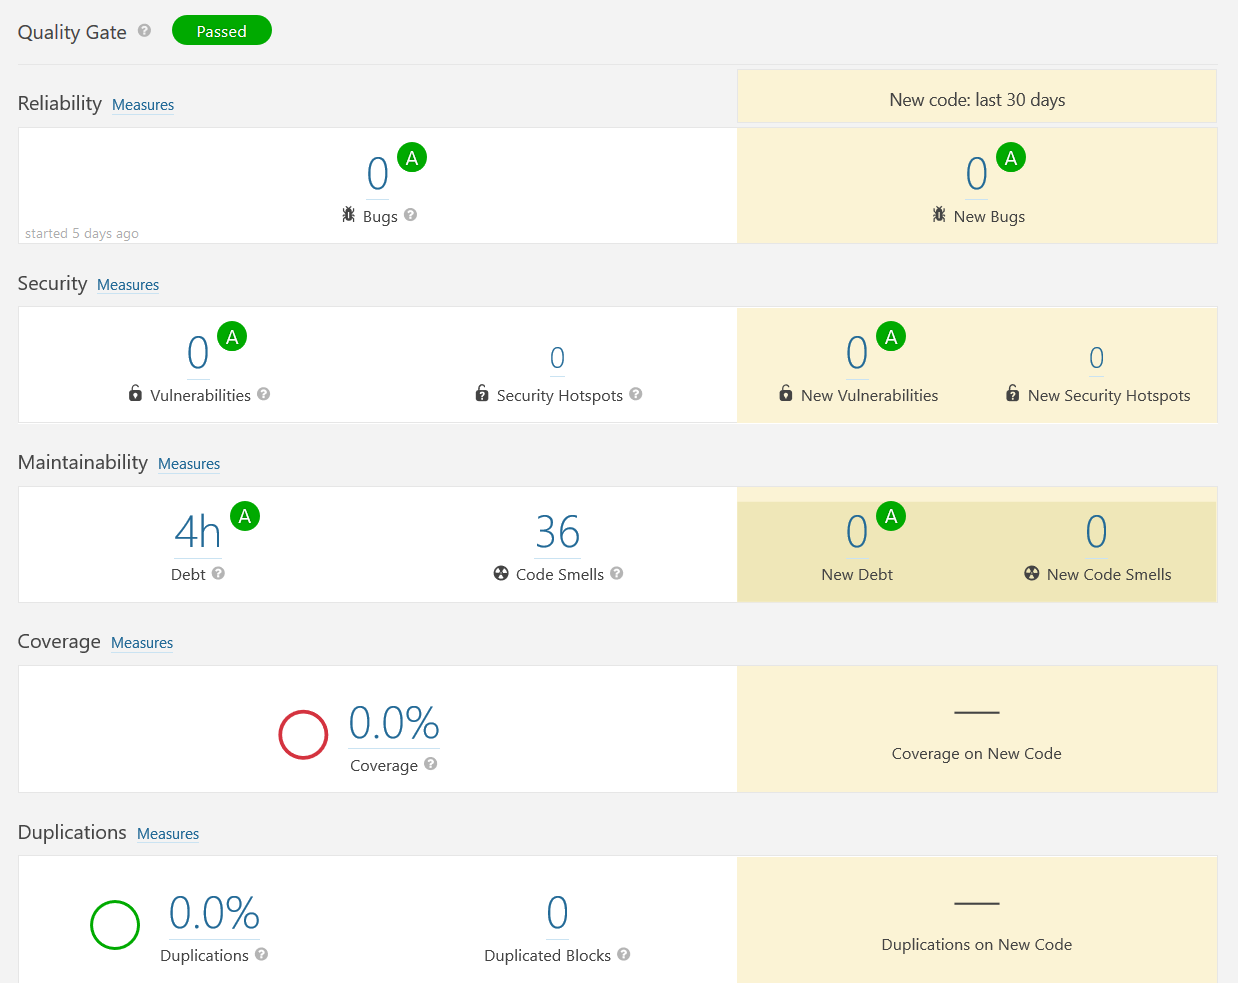 Quality Gate ? Passed
Reliability Measures
New code: last 30 days
0 A
Bugs ?
started 5 days ago
0 A
New Bugs
Security Measures
0 A
Vulnerabilities ?
0
Security Hotspots ?
0 A
New Vulnerabilities
0
New Security Hotspots
Maintainability Measures
4h A
Debt ?
36
Code Smells ?
0 A
New Debt
0
New Code Smells
Coverage Measures
0.0%
Coverage ?
—
Coverage on New Code
Duplications Measures
0.0%
Duplications ?
0
Duplicated Blocks ?
—
Duplications on New Code